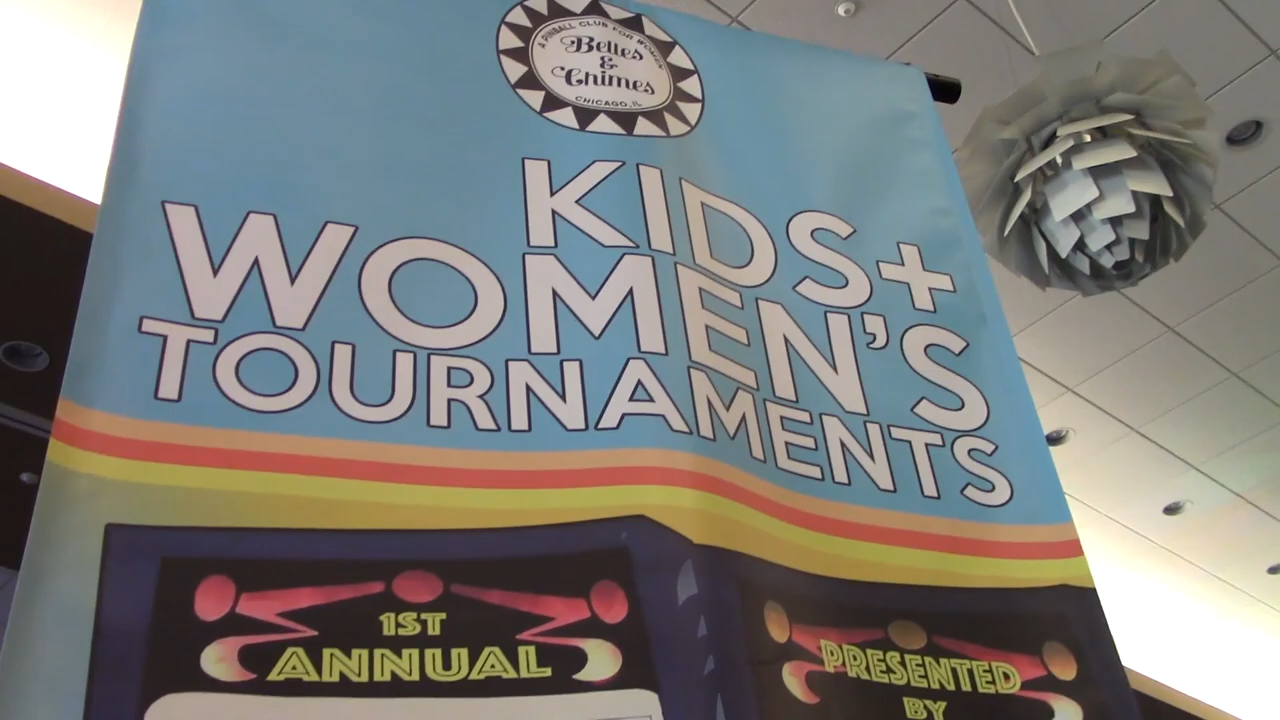 A PINBALL CLUB FOR WOMEN
Belles
&
Chimes
CHICAGO, IL
KIDS+
WOMEN'S
TOURNAMENTS
1ST
ANNUAL
PRESENTED
BY